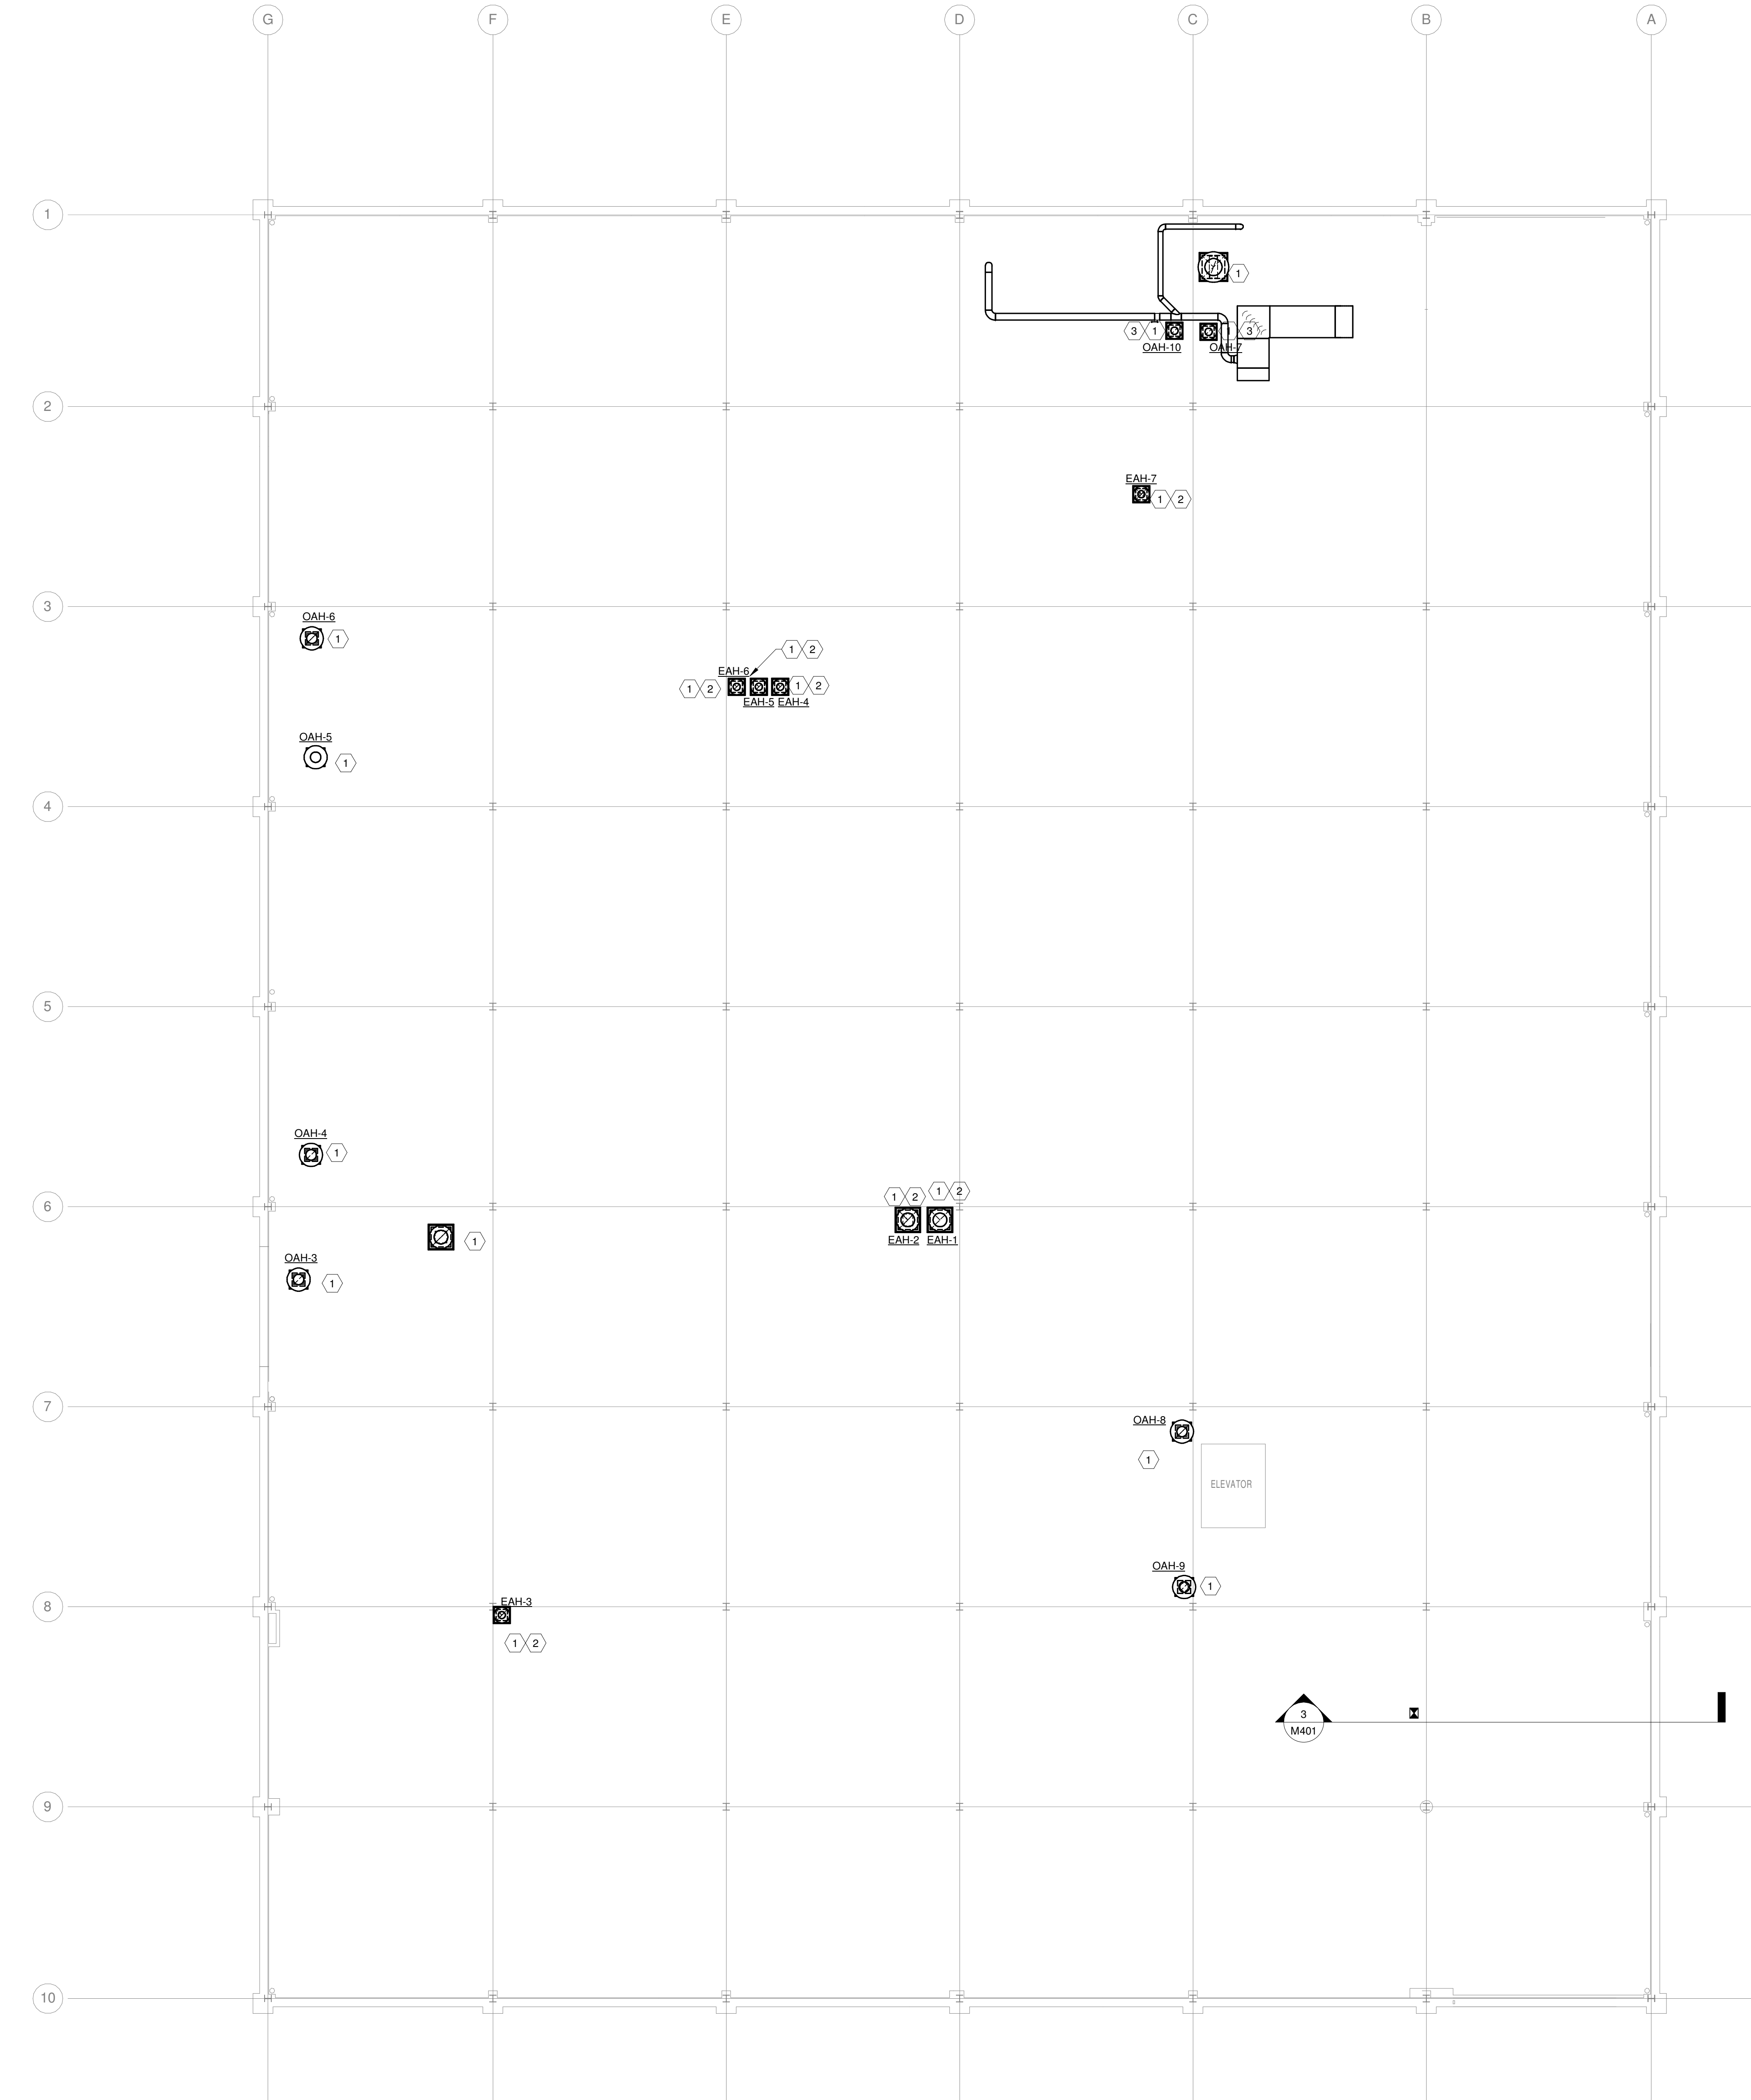 G F E D C B A
1
1
3 1 1 3
OAH-10 OAH-7
2
EAH-7
1 2
3
OAH-6
1
1 2
EAH-6
1 2 1 2
EAH-5 EAH-4
OAH-5
1
4
5
OAH-4
1
1 2 1 2
6
EAH-2 EAH-1
1
OAH-3
1
7
OAH-8
1
ELEVATOR
OAH-9
1
8
EAH-3
1 2
3
M401
9
10